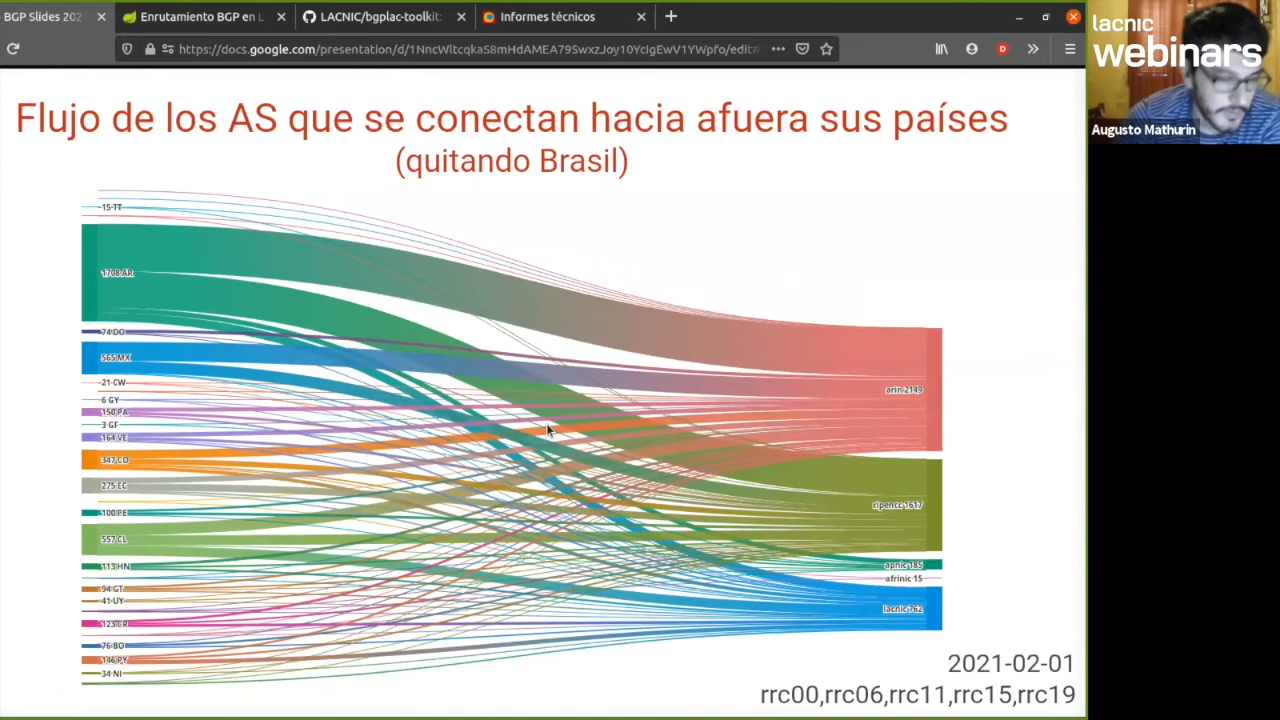 BGP Slides 202
Enrutamiento BGP en L
LACNIC/bgplac-toolkit:
Informes técnicos
https://docs.google.com/presentation/d/1NncWltcqkaS8mHdAMEA79SwxzJoy10YcIgEwV1YWpfo/edit#
lacnic
webinars
Augusto Mathurin
Flujo de los AS que se conectan hacia afuera sus países
(quitando Brasil)
15 TT
1708 AR
74 DO
565 MX
21 CW
6 GY
150 PA
3 GF
164 VE
347 CO
275 EC
100 PE
557 CL
113 HN
94 GT
41 UY
123 CR
76 BO
146 PY
34 NI
arin 2149
ripencc 1617
apnic 185
afrinic 15
lacnic 762
2021-02-01
rrc00,rrc06,rrc11,rrc15,rrc19